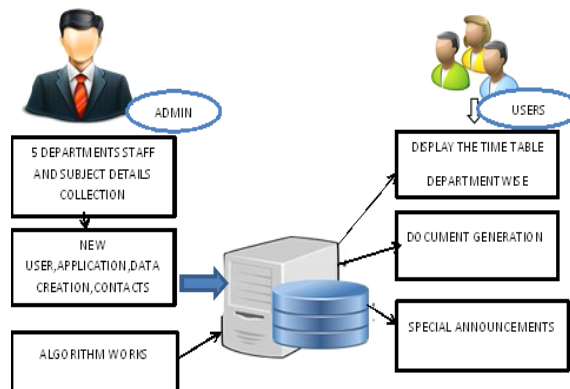 ADMIN
USERS
5 DEPARTMENTS STAFF
AND SUBJECT DETAILS
COLLECTION
NEW
USER,APPLICATION,DATA
CREATION,CONTACTS
ALGORITHM WORKS
DISPLAY THE TIME TABLE
DEPARTMENT WISE
DOCUMENT GENERATION
SPECIAL ANNOUNCEMENTS